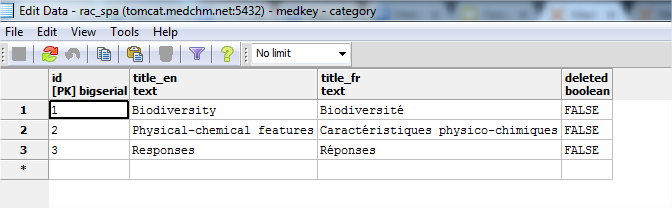 Edit Data - rac_spa (tomcat.medchm.net:5432) - medkey - category
File Edit View Tools Help
No limit
id title_en title_fr deleted
[PK] bigserial text text boolean
1 1 Biodiversity Biodiversité FALSE
2 2 Physical-chemical features Caractéristiques physico-chimiques FALSE
3 3 Responses Réponses FALSE
*